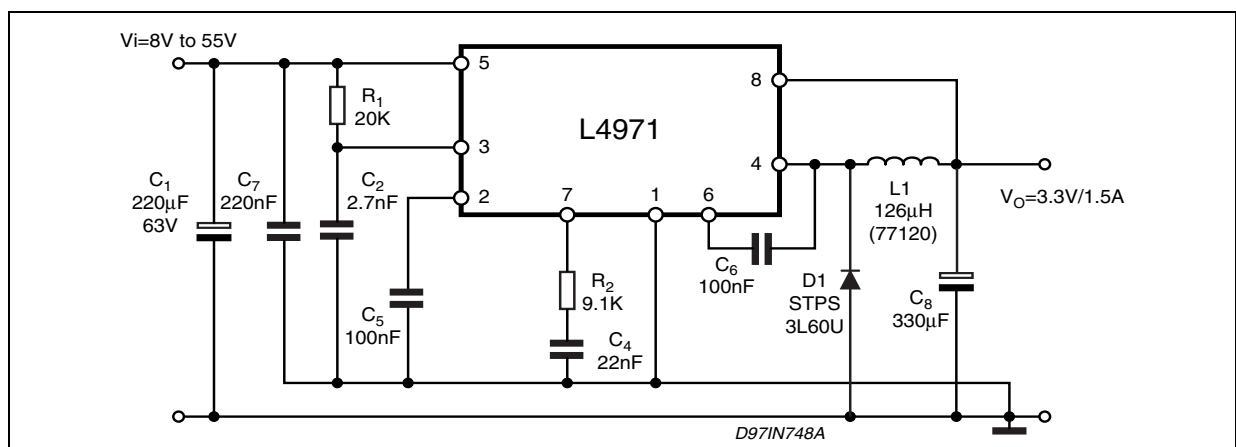 Vi=8V to 55V
5
8
R1
20K
L4971
3
4
C1
220µF
63V
C7
220nF
C2
2.7nF
2
7
1
6
L1
126µH
(77120)
VO=3.3V/1.5A
C6
100nF
R2
9.1K
D1
STPS
3L60U
C8
330µF
C5
100nF
C4
22nF
D97IN748A